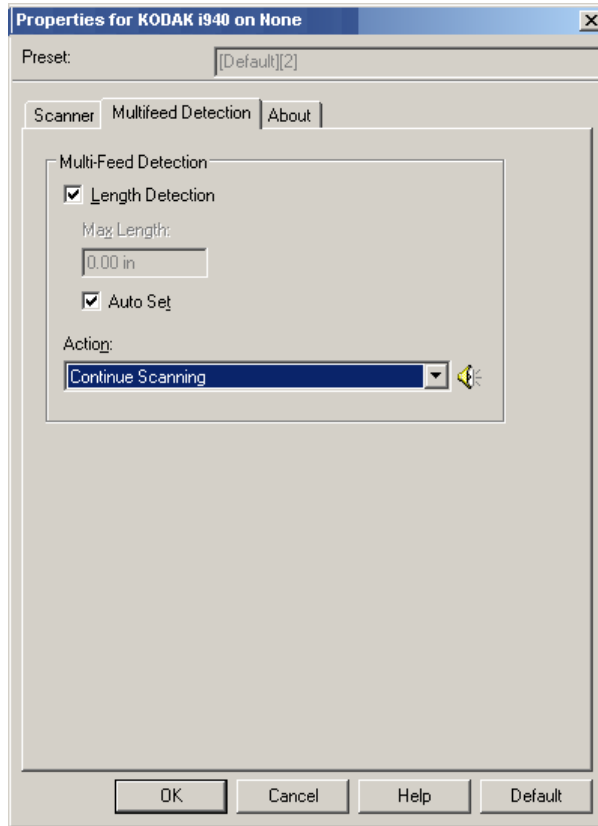 Properties for KODAK i940 on None
Preset: [Default][2]
Scanner Multifeed Detection About
Multi-Feed Detection
Length Detection
Max Length:
0.00 in
Auto Set
Action:
Continue Scanning
OK Cancel Help Default